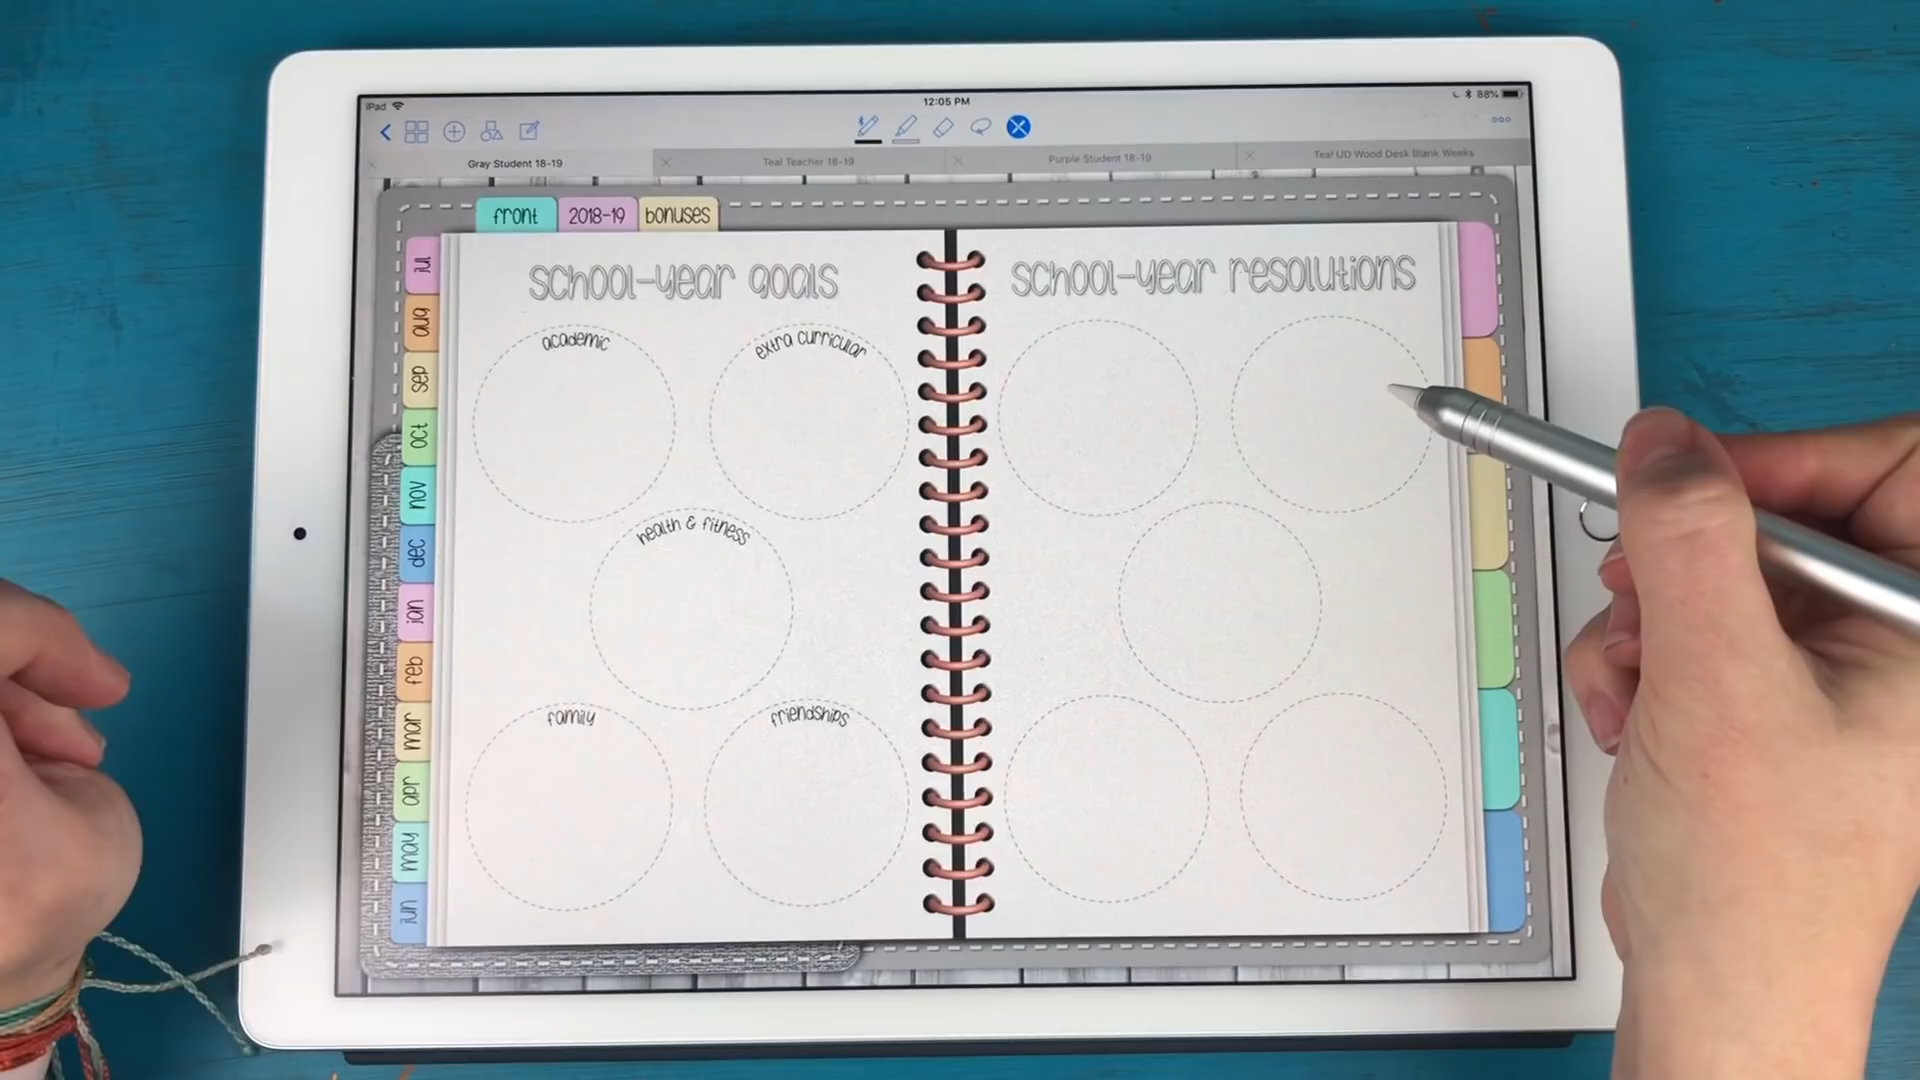 iPad 12:05 PM 88%
Gray Student 18-19 Teal Teacher 18-19 Purple Student 18-19 Teal UD Wood Desk Blank Weeks
front 2018-19 bonuses
school-year goals
academic
extra curricular
health & fitness
family
friendships
school-year resolutions
jul
aug
sep
oct
nov
dec
jan
feb
mar
apr
may
jun